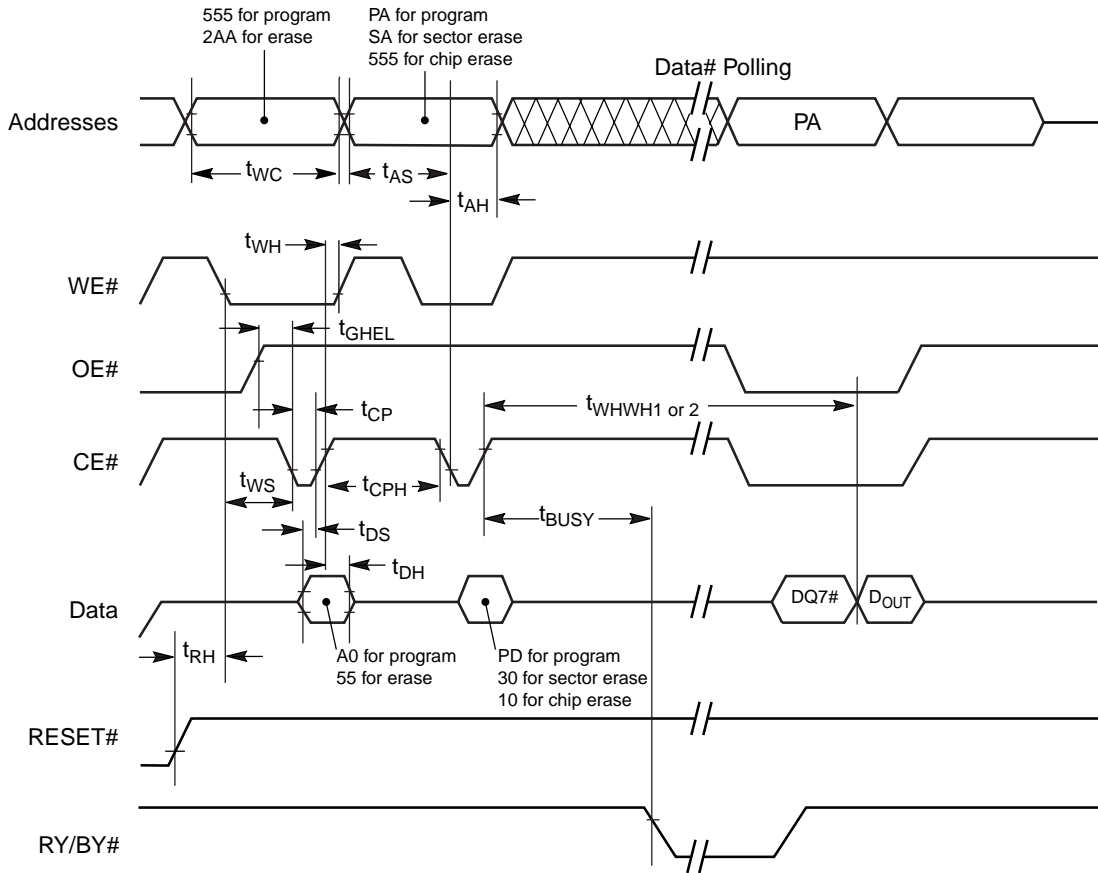 555 for program
2AA for erase
PA for program
SA for sector erase
555 for chip erase
Data# Polling
Addresses
PA
tWC
tAS
tAH
tWH
WE#
tGHEL
OE#
tCP
tWHWH1 or 2
CE#
tWS
tCPH
tBUSY
tDS
tDH
Data
DQ7#
DOUT
tRH
A0 for program
55 for erase
PD for program
30 for sector erase
10 for chip erase
RESET#
RY/BY#